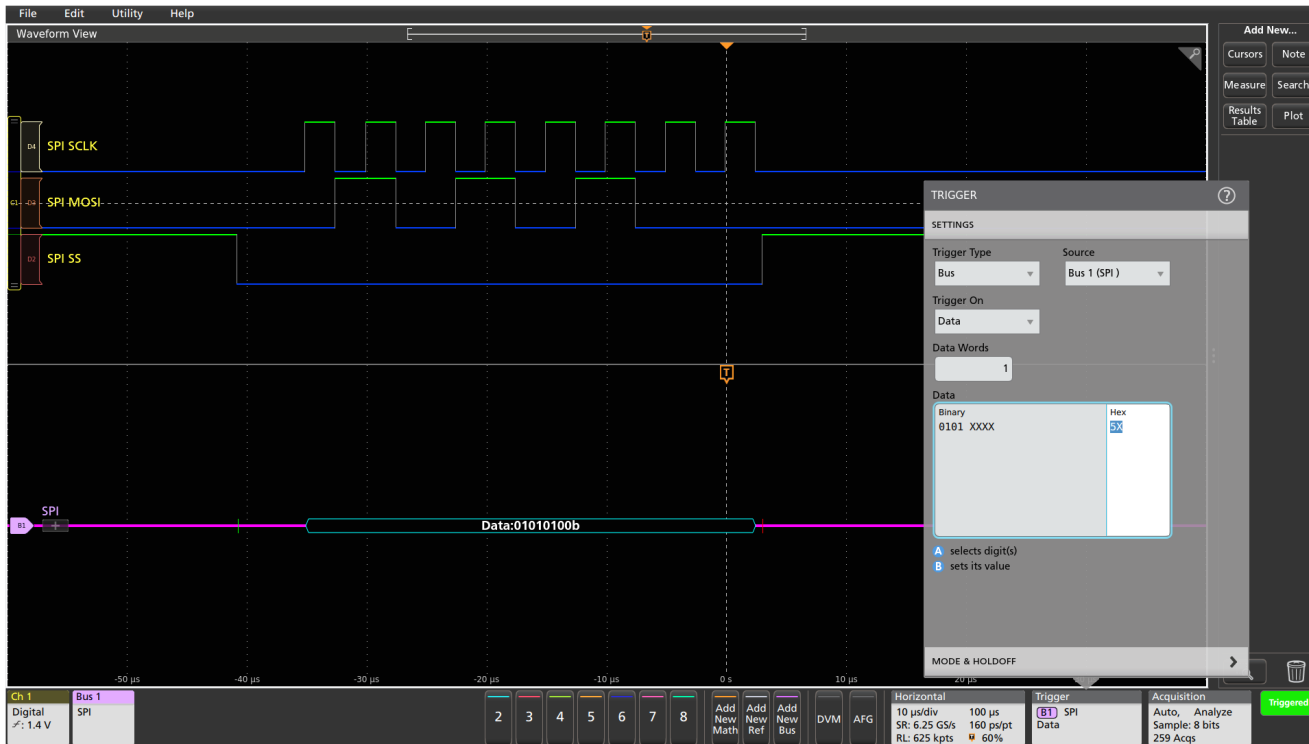 File Edit Utility Help
Waveform View
Add New...
Cursors Note
Measure Search
Results Table Plot
D4 SPI SCLK
C1 D3 SPI MOSI
D2 SPI SS
T
T
TRIGGER ?
SETTINGS
Trigger Type Source
Bus Bus 1 (SPI )
Trigger On
Data
Data Words
1
Data
Binary Hex
0101 XXXX 5X
A selects digit(s)
B sets its value
MODE & HOLDOFF
SPI
B1 +
Data:01010100b
-50 µs -40 µs -30 µs -20 µs -10 µs 0 s 10 µs 20 µs
Ch 1
Digital
: 1.4 V
Bus 1
SPI
2 3 4 5 6 7 8
Add New Math
Add New Ref
Add New Bus
DVM AFG
Horizontal
10 µs/div 100 µs
SR: 6.25 GS/s 160 ps/pt
RL: 625 kpts 60%
Trigger
B1 SPI
Data
Acquisition
Auto, Analyze
Sample: 8 bits
259 Acqs
Triggered